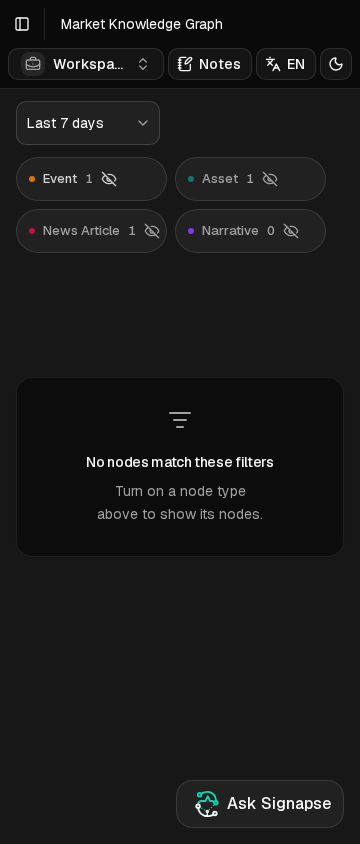 Market Knowledge Graph
Workspa...
Notes
EN
Last 7 days
Event 1
Asset 1
News Article 1
Narrative 0
No nodes match these filters
Turn on a node type
above to show its nodes.
Ask Signapse